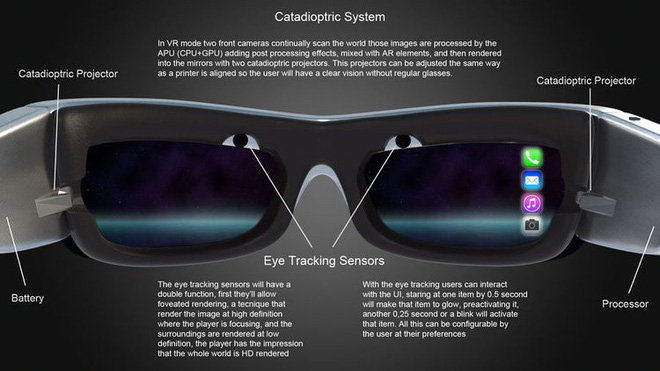 Catadioptric System
In VR mode two front cameras continually scan the world those images are processed by the
APU (CPU+GPU) adding post processing effects, mixed with AR elements, and then rendered
into the mirrors with two catadioptric projectors. This projectors can be adjusted the same way
as a printer is aligned so the user will have a clear vision without regular glasses.
Catadioptric Projector
Catadioptric Projector
Eye Tracking Sensors
Battery
Processor
The eye tracking sensors will have a
double function, first they'll allow
foveated rendering, a tecnique that
render the image at high definition
where the player is focusing, and the
surroundings are rendered at low
definition, the player has the impression
that the whole world is HD rendered
With the eye tracking users can interact
with the UI, staring at one item by 0.5 second
will make that item to glow, preactivating it,
another 0,25 second or a blink will activate
that item. All this can be configurable by
the user at their preferences